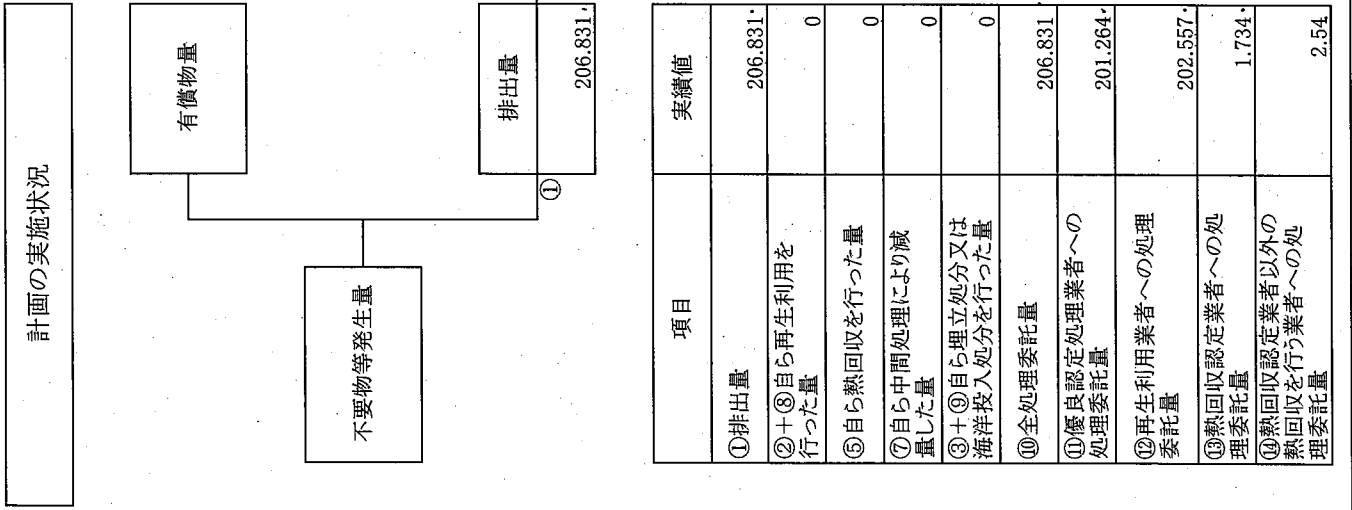 計画の実施状況
有償物量
不要物等発生量
排出量
①
206.831
項目
実績値
①排出量
206.831
②+⑧自ら再生利用を
行った量
0
⑤自ら熱回収を行った量
0
⑦自ら中間処理により減
量した量
0
③+⑨自ら埋立処分又は
海洋投入処分を行った量
0
⑩全処理委託量
206.831
⑪優良認定処理業者への
処理委託量
201.264
⑫再生利用業者への処理
委託量
202.557
⑬熱回収認定業者への処
理委託量
1.734
⑭熱回収認定業者以外の
熱回収を行う業者への処
理委託量
2.54